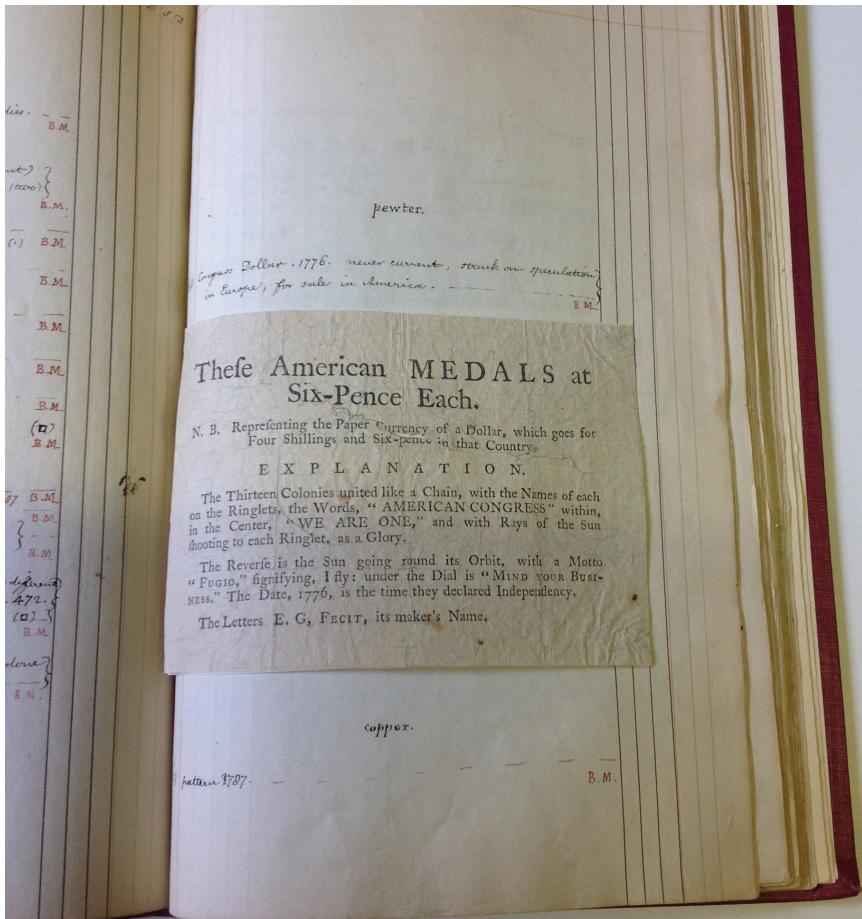 dies. - -
B.M.
(two)
B.M.
(1) B.M.
B.M.
B.M.
B.M.
B.M.
B.M.
B.M.
B.M.
B.M.
different
472.
B.M.
B.M.
pewter.
Congress Dollar. 1776. never current, struck on speculation
in Europe, for sale in America.
B M.
Theſe American MEDALS at
Six-Pence Each.
N. B. Repreſenting the Paper Currency of a Dollar, which goes for
Four Shillings and Six-pence in that Country.
EXPLANATION.
The Thirteen Colonies united like a Chain, with the Names of each
on the Ringlets, the Words, “ AMERICAN CONGRESS” within,
in the Center, “WE ARE ONE,” and with Rays of the Sun
ſhooting to each Ringlet, as a Glory.
The Reverſe is the Sun going round its Orbit, with a Motto
“ FUGIO,” ſignifying, I fly: under the Dial is “MIND YOUR BUSI-
NESS.” The Date, 1776, is the time they declared Independency.
The Letters E. G, FECIT, its maker's Name.
copper.
pattern 1787. - - - - - - B.M.